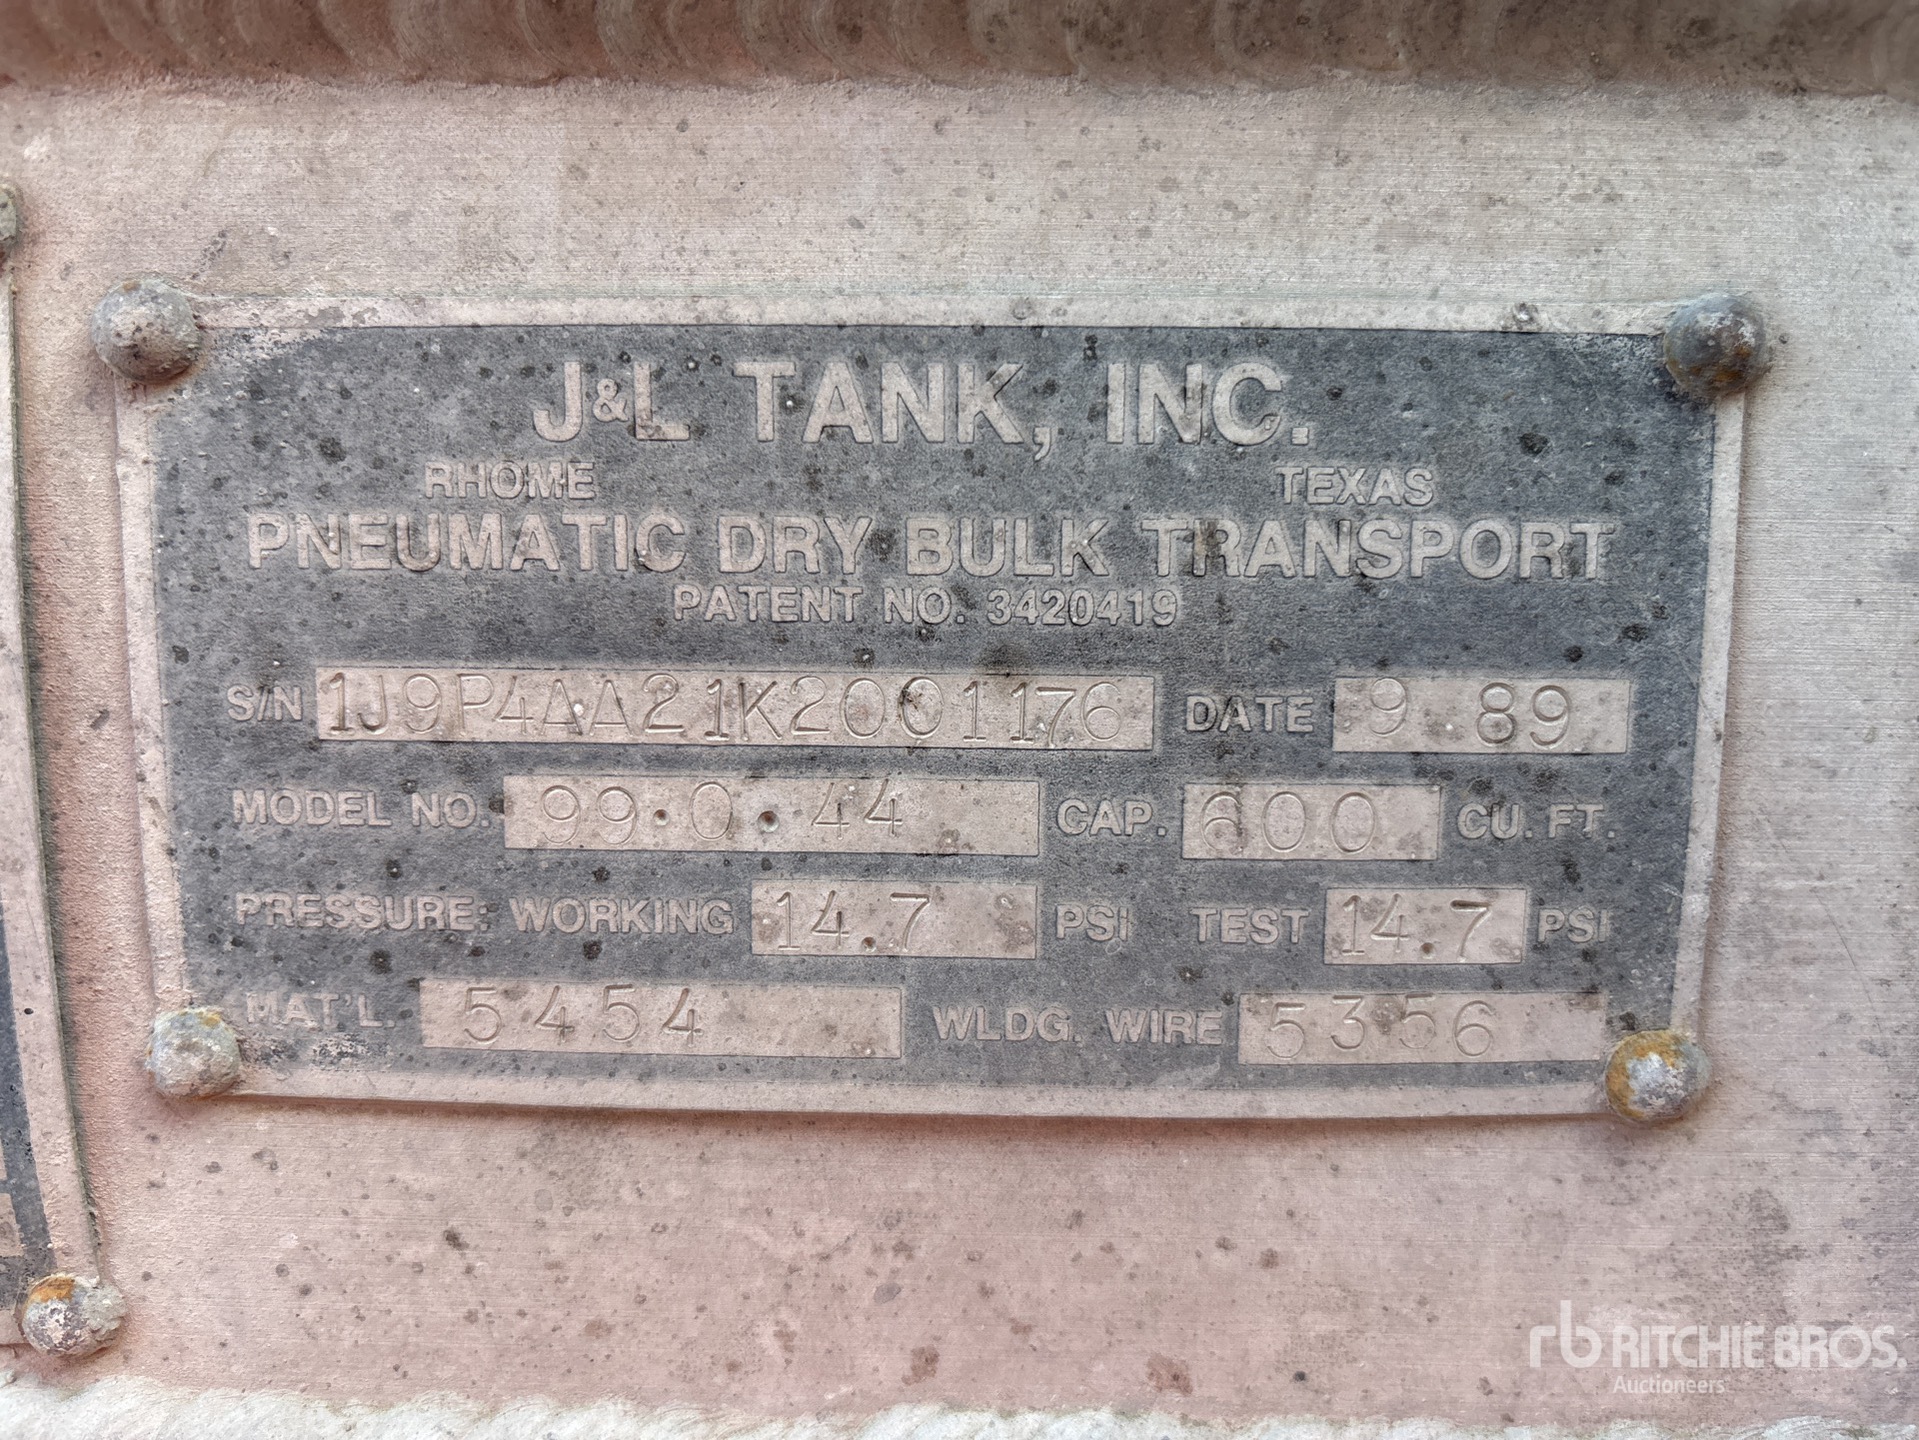 J&L TANK, INC.
RHOME TEXAS
PNEUMATIC DRY BULK TRANSPORT
PATENT NO. 3420419
S/N 1J9P4AA21K2001176 DATE 9 89
MODEL NO. 99.0.44 CAP. 600 CU. FT.
PRESSURE: WORKING 14.7 PSI TEST 14.7 PSI
MAT'L. 5454 WLDG. WIRE 5356
rb RITCHIE BROS.
Auctioneers